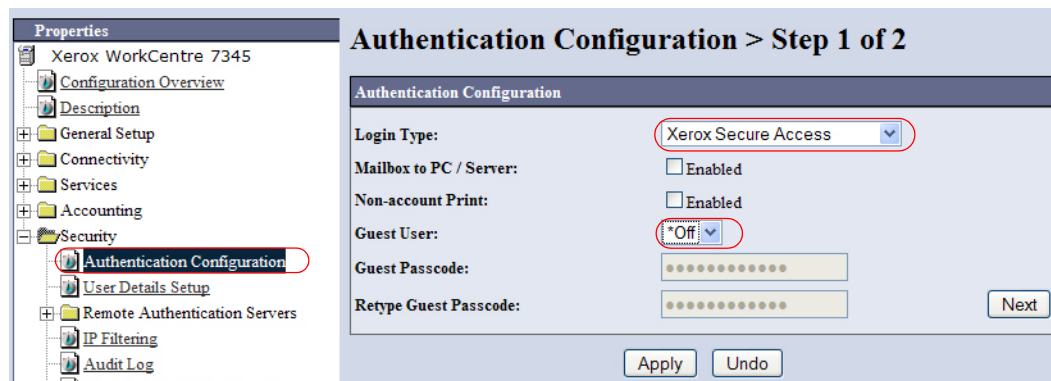 Properties
Xerox WorkCentre 7345
Configuration Overview
Description
General Setup
Connectivity
Services
Accounting
Security
Authentication Configuration
User Details Setup
Remote Authentication Servers
IP Filtering
Audit Log
Authentication Configuration > Step 1 of 2
Authentication Configuration
Login Type: Xerox Secure Access
Mailbox to PC / Server: Enabled
Non-account Print: Enabled
Guest User: *Off
Guest Passcode: ●●●●●●●●●●●●
Retype Guest Passcode: ●●●●●●●●●●●● Next
Apply Undo